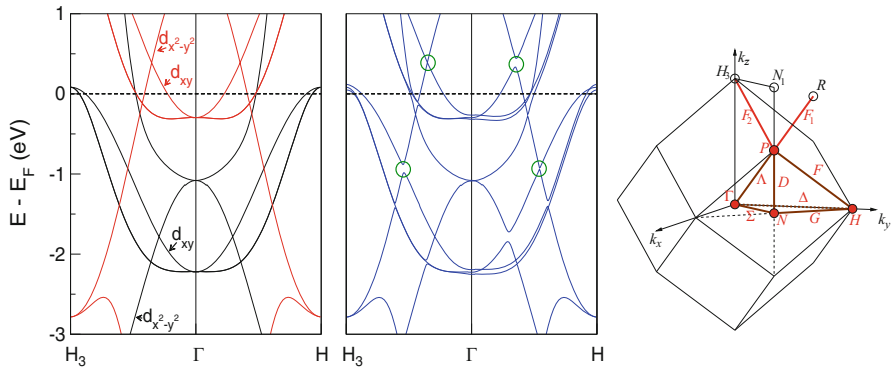 E - E_F (eV)
1
0
-1
-2
-3
d_{x²-y²}
d_{xy}
d_{xy}
d_{x²-y²}
H₃
Γ
H
H₃
Γ
H
k_z
H₃
N₁
R
F₂
F₁
P
Λ
D
F
Γ
Δ
Σ
N
G
H
k_x
k_y